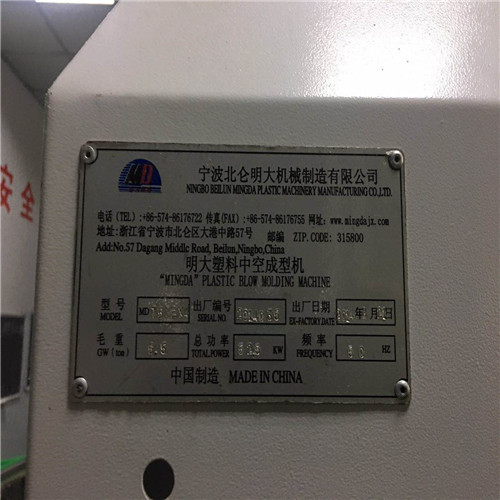 宁波北仑明大机械制造有限公司
NINGBO BEILUN MINGDA PLASTIC MACHINERY MANUFACTURING CO.,LTD.
电话(TEL):+86-574-86176722 传真(FAX):+86-574-86176755 网址:www.mingdajx.com
地址:浙江省宁波市北仑区大港中路57号 邮编 ZIP.CODE: 315800
Add:No.57 Dagang Middlc Road, Beilun,Ningbo,China
明大塑料中空成型机
“MINGDA” PLASTIC BLOW MOLDING MACHINE
型号 MODEL MD 出厂编号 SERIAL NO. 出厂日期 EX-FACTORY DATE 年 月 日
毛重 GW (TON) 总功率 TOTAL POWER KW 频率 FREQUENCY HZ
中国制造 MADE IN CHINA
安全